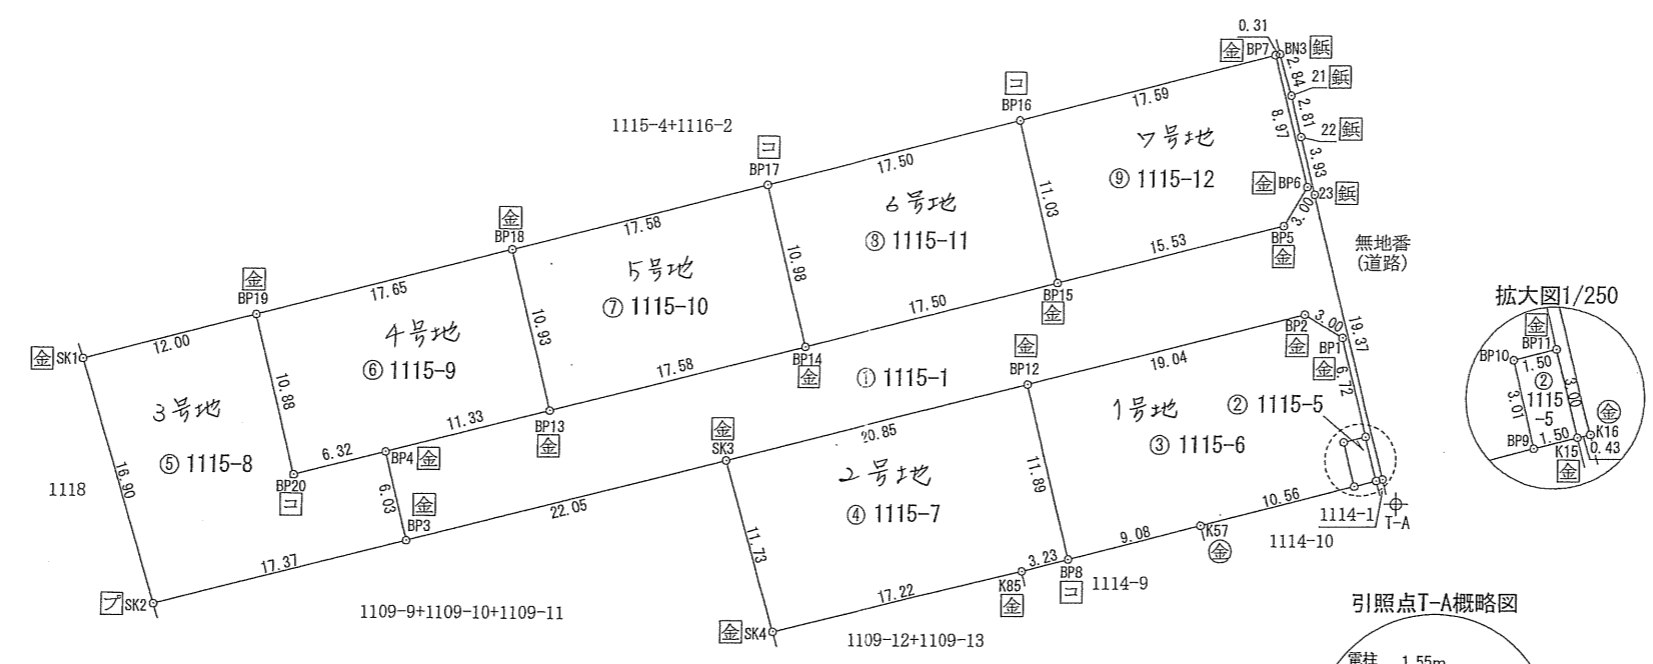 0.31
金 BP7
BN3 鋲
2.84
21 鋲
2.81
22 鋲
3.93
8.97
金 BP6
23 鋲
3.00
BP5
金
コ
BP16
17.59
7号地
⑨ 1115-12
11.03
15.53
1115-4+1116-2
コ
BP17
17.50
6号地
⑧ 1115-11
10.98
17.50
BP15
金
無地番
(道路)
金
BP18
17.58
5号地
⑦ 1115-10
10.93
17.58
BP14
金
金
BP19
17.65
4号地
⑥ 1115-9
10.88
11.33
BP13
金
金 SK1
12.00
3号地
⑤ 1115-8
16.90
1118
6.32
BP20
コ
BP4 金
6.03
金
BP3
17.37
プ SK2
22.05
1109-9+1109-10+1109-11
① 1115-1
金
SK3
20.85
2号地
④ 1115-7
11.73
金 SK4
17.22
K85
金
3.23
BP8
コ
1109-12+1109-13
金
BP12
19.04
1号地
② 1115-5
③ 1115-6
11.89
9.08
1114-9
K57
金
10.56
1114-10
1114-1
T-A
BP2
金
3.00
BP1
金
6.72
19.37
拡大図1/250
金
BP11
BP10
1.50
②
1115
-5
3.00
3.01
BP9
1.50
K15
金
金
K16
0.43
引照点T-A概略図
電柱 1.55m